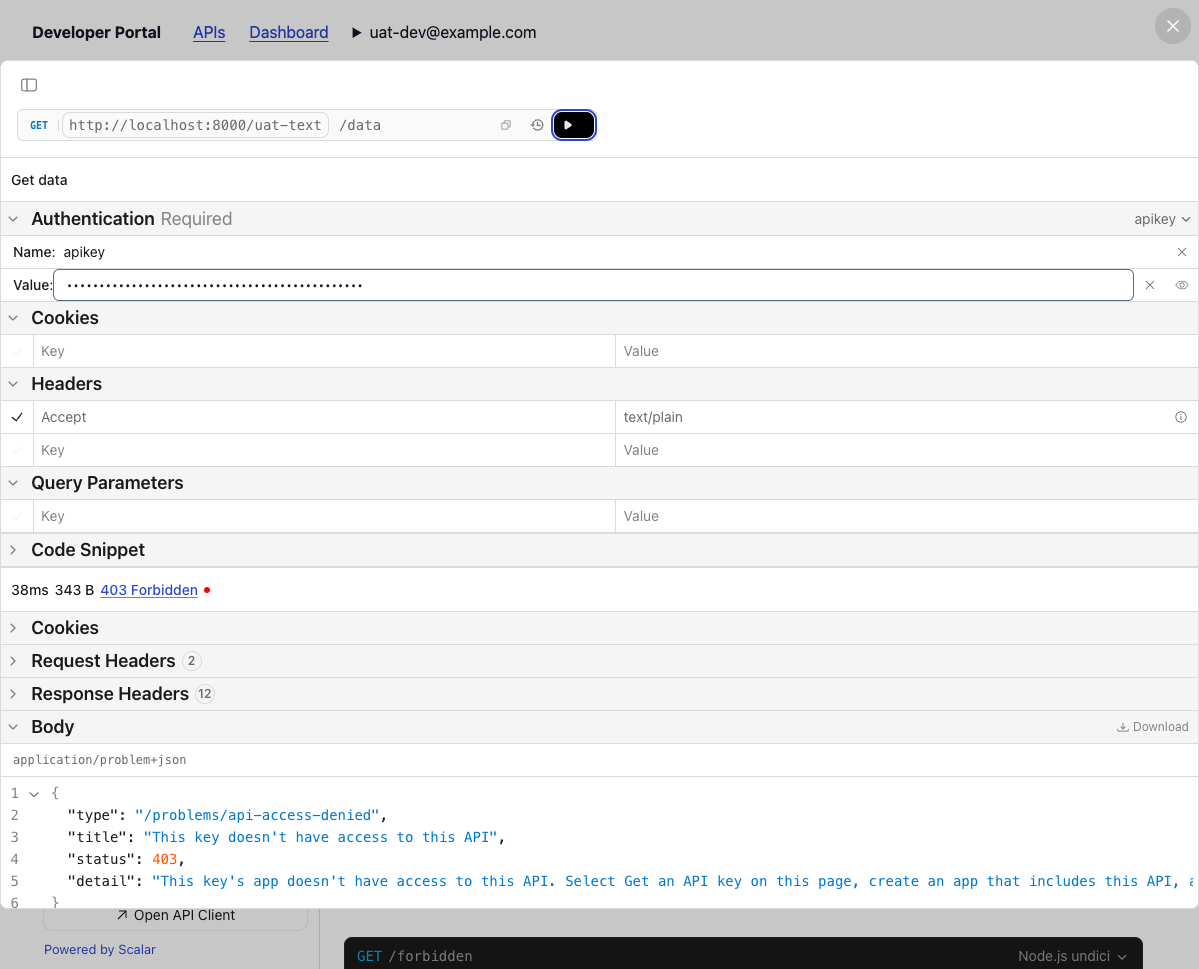 Developer Portal APIs Dashboard ▶ uat-dev@example.com
GET http://localhost:8000/uat-text /data
Get data
Authentication Required apikey
Name: apikey
Value: ••••••••••••••••••••••••••••••••••••••••••••••
Cookies
Key Value
Headers
Accept text/plain
Key Value
Query Parameters
Key Value
Code Snippet
38ms 343 B 403 Forbidden
Cookies
Request Headers 2
Response Headers 12
Body Download
application/problem+json
1 {
2 "type": "/problems/api-access-denied",
3 "title": "This key doesn't have access to this API",
4 "status": 403,
5 "detail": "This key's app doesn't have access to this API. Select Get an API key on this page, create an app that includes this API,
6 }
Open API Client
Powered by Scalar
GET /forbidden Node.js undici